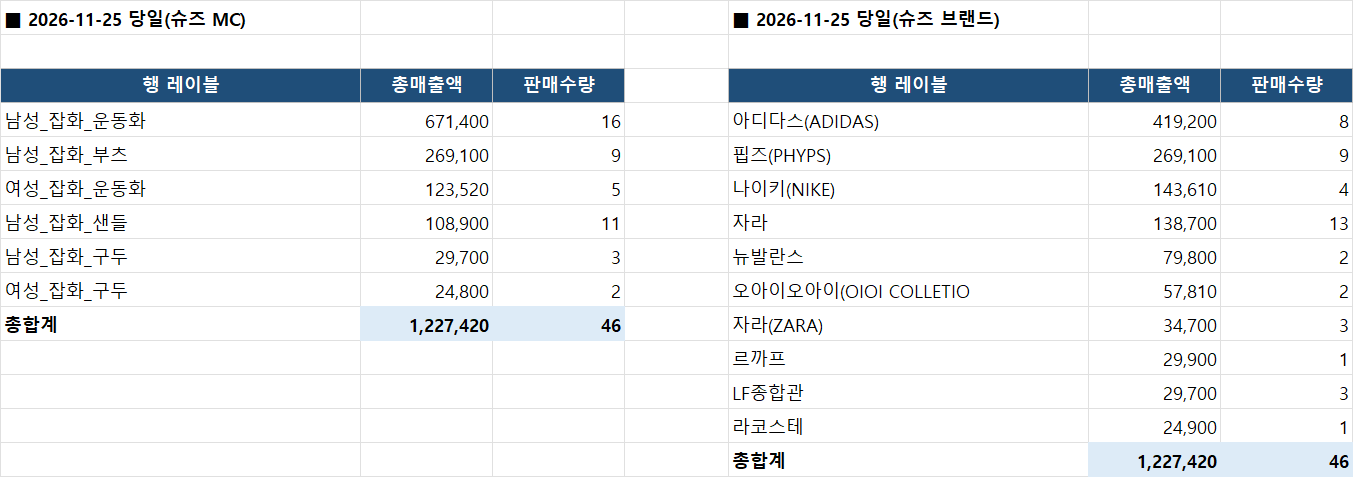 ■ 2026-11-25 당일(슈즈 MC)
행 레이블 총매출액 판매수량
남성_잡화_운동화 671,400 16
남성_잡화_부츠 269,100 9
여성_잡화_운동화 123,520 5
남성_잡화_샌들 108,900 11
남성_잡화_구두 29,700 3
여성_잡화_구두 24,800 2
총합계 1,227,420 46
■ 2026-11-25 당일(슈즈 브랜드)
행 레이블 총매출액 판매수량
아디다스(ADIDAS) 419,200 8
핍즈(PHYPS) 269,100 9
나이키(NIKE) 143,610 4
자라 138,700 13
뉴발란스 79,800 2
오아이오아이(OIOI COLLETIO 57,810 2
자라(ZARA) 34,700 3
르까프 29,900 1
LF종합관 29,700 3
라코스테 24,900 1
총합계 1,227,420 46